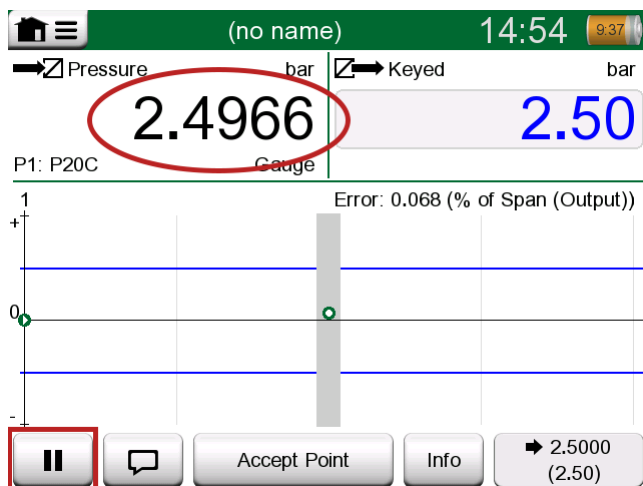 (no name)
14:54
9:37
Pressure bar
Keyed bar
2.4966
2.50
P1: P20C Gauge
1
Error: 0.068 (% of Span (Output))
+
0
-
Accept Point
Info
2.5000
(2.50)